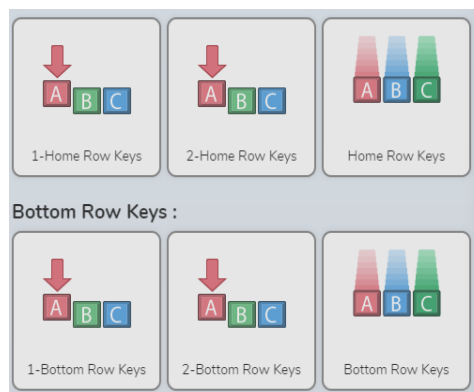 A B C A B C A B C
1-Home Row Keys 2-Home Row Keys Home Row Keys
Bottom Row Keys :
A B C A B C A B C
1-Bottom Row Keys 2-Bottom Row Keys Bottom Row Keys